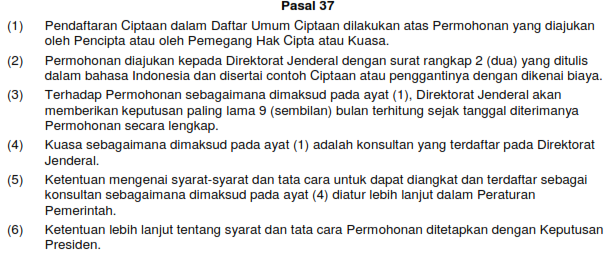 Pasal 37
(1) Pendaftaran Ciptaan dalam Daftar Umum Ciptaan dilakukan atas Permohonan yang diajukan
oleh Pencipta atau oleh Pemegang Hak Cipta atau Kuasa.
(2) Permohonan diajukan kepada Direktorat Jenderal dengan surat rangkap 2 (dua) yang ditulis
dalam bahasa Indonesia dan disertai contoh Ciptaan atau penggantinya dengan dikenai biaya.
(3) Terhadap Permohonan sebagaimana dimaksud pada ayat (1), Direktorat Jenderal akan
memberikan keputusan paling lama 9 (sembilan) bulan terhitung sejak tanggal diterimanya
Permohonan secara lengkap.
(4) Kuasa sebagaimana dimaksud pada ayat (1) adalah konsultan yang terdaftar pada Direktorat
Jenderal.
(5) Ketentuan mengenai syarat-syarat dan tata cara untuk dapat diangkat dan terdaftar sebagai
konsultan sebagaimana dimaksud pada ayat (4) diatur lebih lanjut dalam Peraturan
Pemerintah.
(6) Ketentuan lebih lanjut tentang syarat dan tata cara Permohonan ditetapkan dengan Keputusan
Presiden.